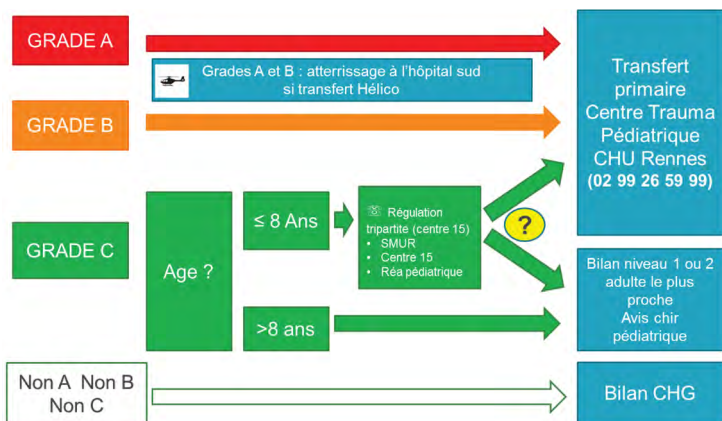 GRADE A
Grades A et B : atterrissage à l'hôpital sud
si transfert Hélico
GRADE B
Transfert
primaire
Centre Trauma
Pédiatrique
CHU Rennes
(02 99 26 59 99)
GRADE C
Age ?
≤ 8 Ans
☏ Régulation
tripartite (centre 15)
• SMUR
• Centre 15
• Réa pédiatrique
?
>8 ans
Bilan niveau 1 ou 2
adulte le plus
proche
Avis chir
pédiatrique
Non A Non B
Non C
Bilan CHG